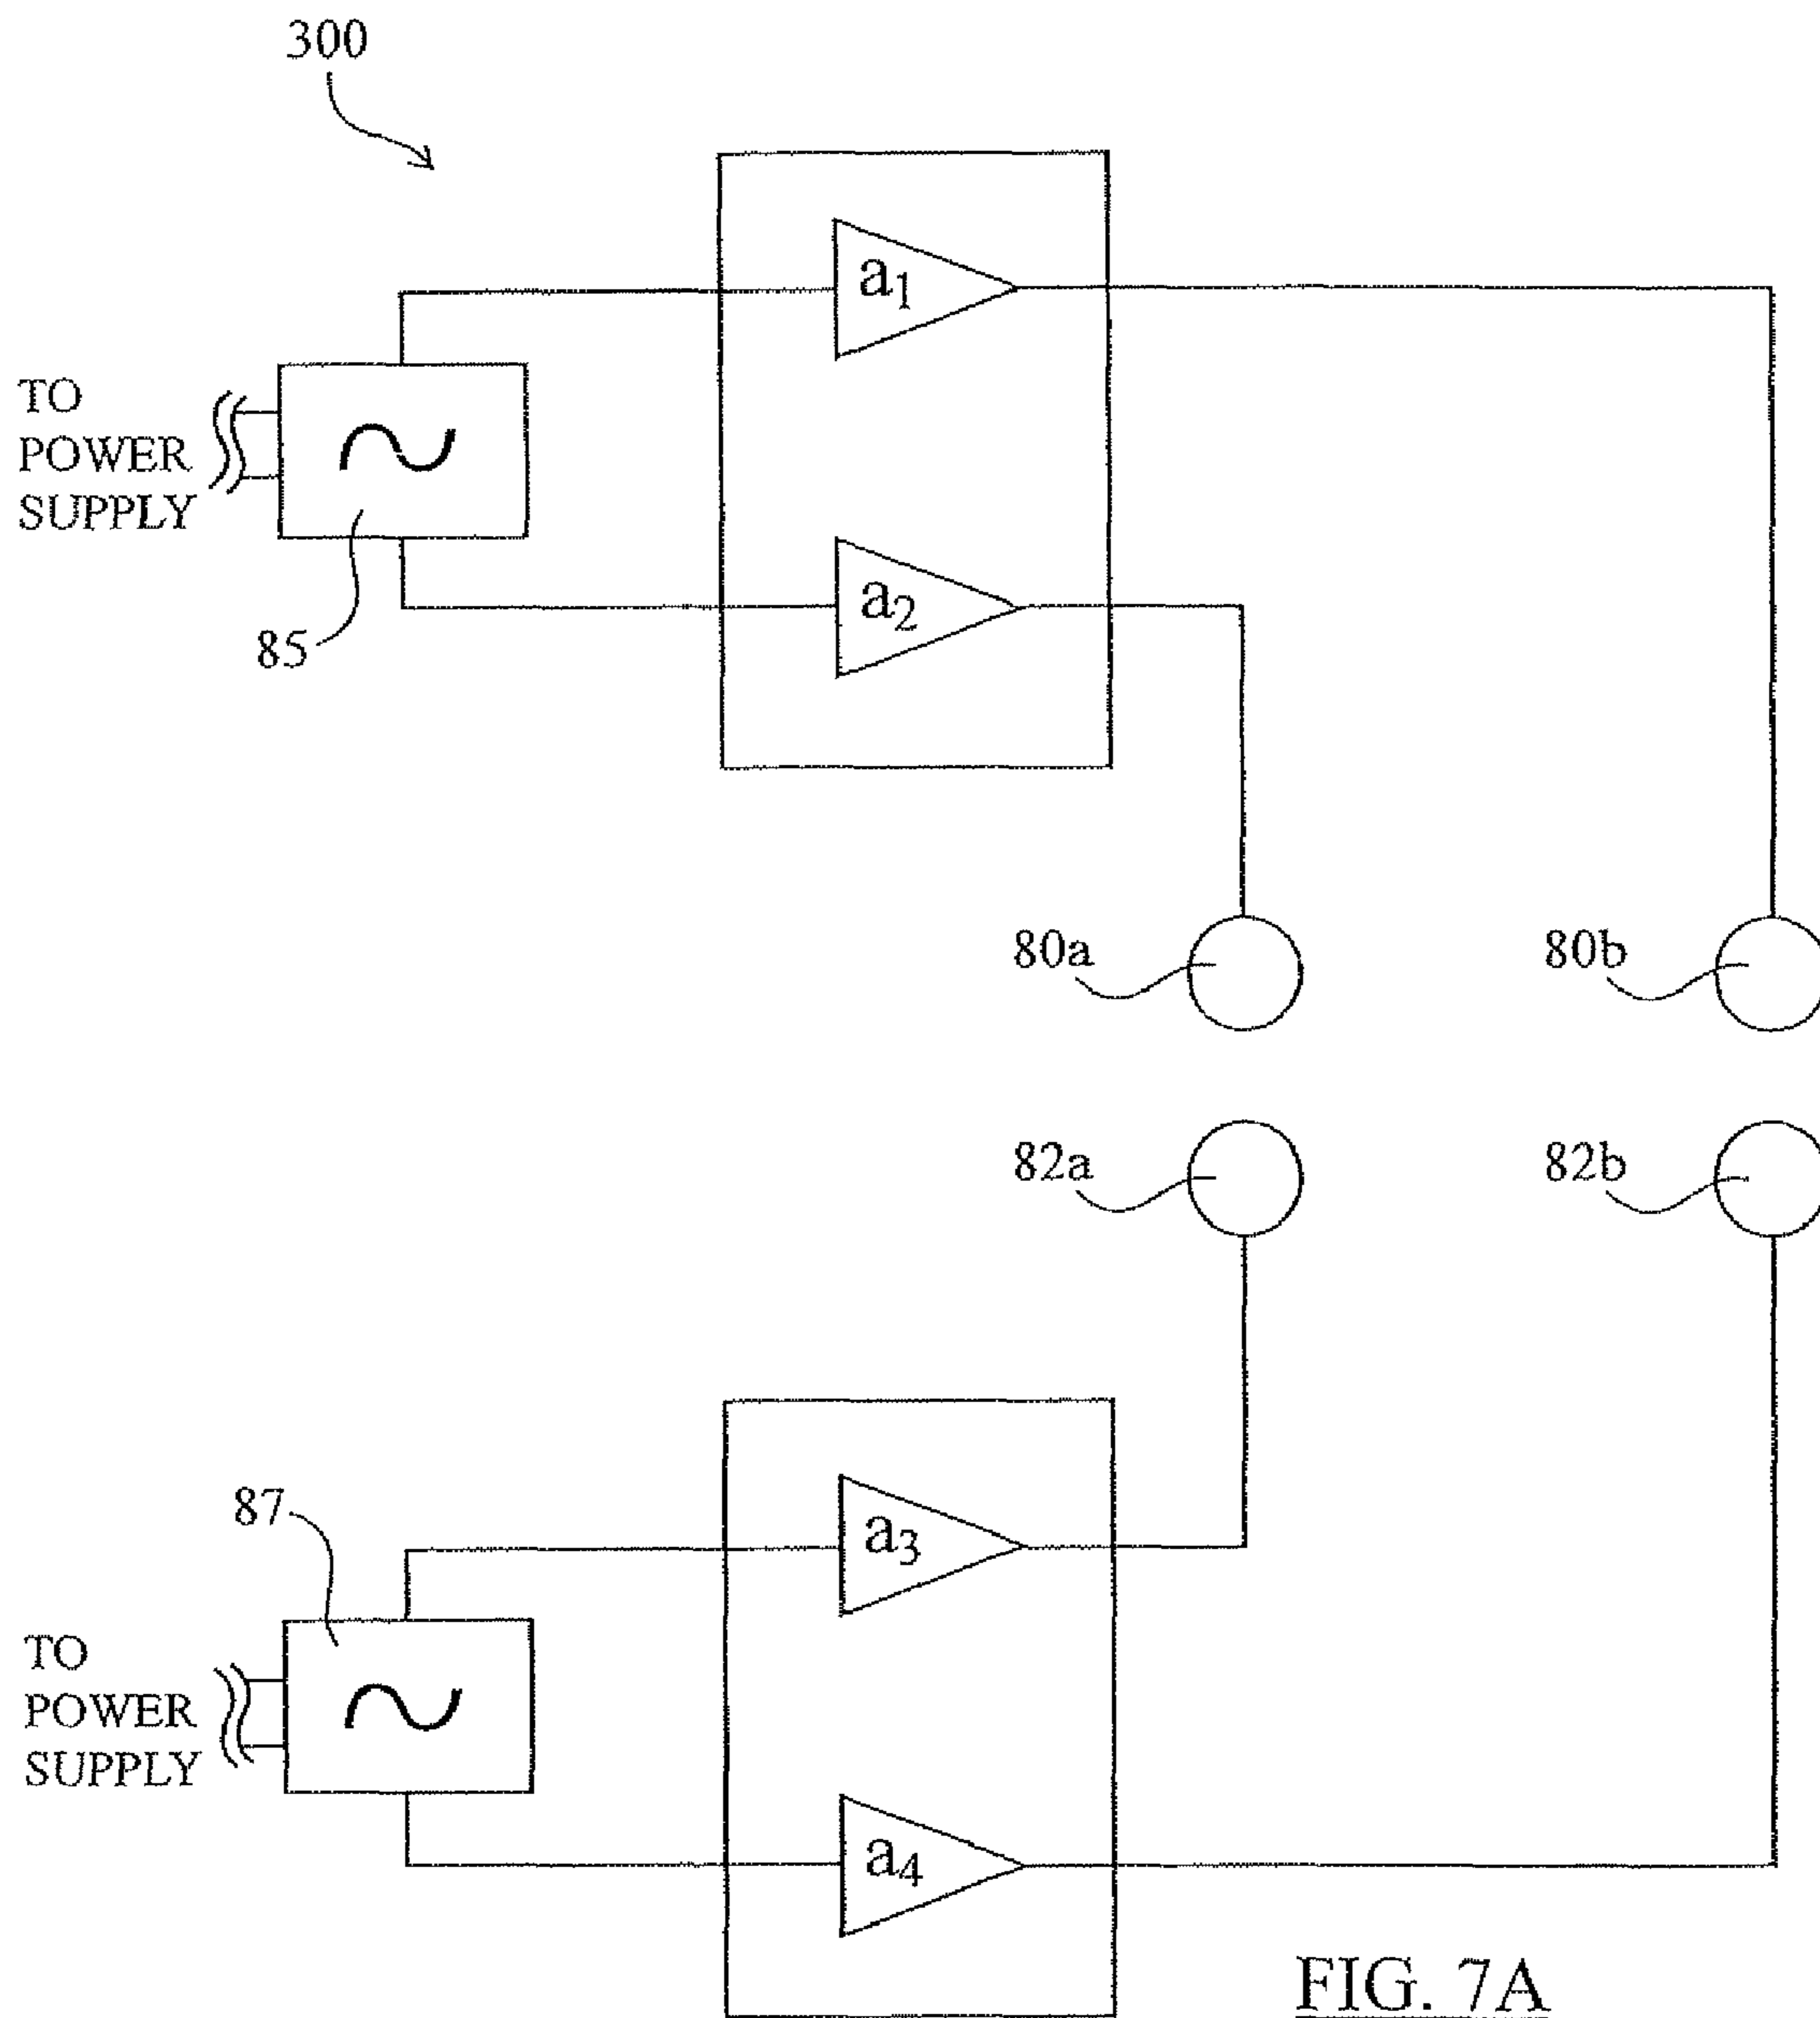 300
a1
TO
POWER
SUPPLY
85
a2
80a
80b
82a
82b
87
a3
TO
POWER
SUPPLY
a4
FIG. 7A